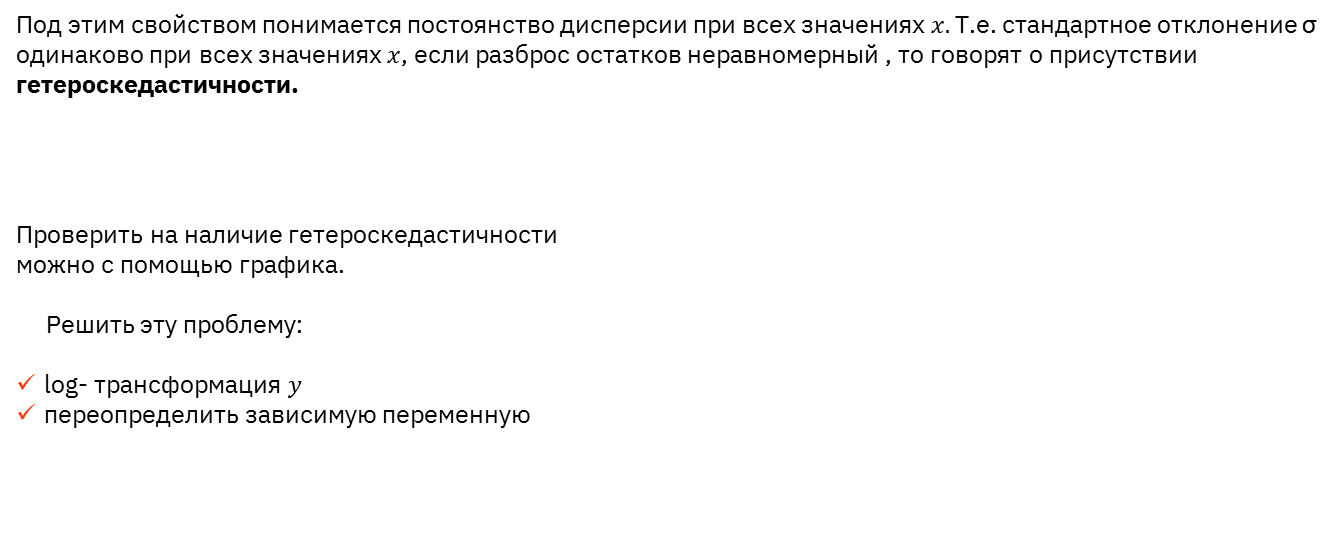 Под этим свойством понимается постоянство дисперсии при всех значениях 𝑥. Т.е. стандартное отклонение σ
одинаково при всех значениях 𝑥, если разброс остатков неравномерный , то говорят о присутствии
гетероскедастичности.
Проверить на наличие гетероскедастичности
можно с помощью графика.
Решить эту проблему:
✓ log- трансформация 𝑦
✓ переопределить зависимую переменную